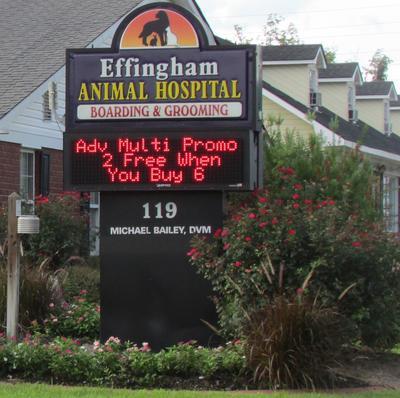 Effingham
ANIMAL HOSPITAL
BOARDING & GROOMING
Adv Multi Promo
2 Free When
You Buy 6
119
MICHAEL BAILEY, DVM